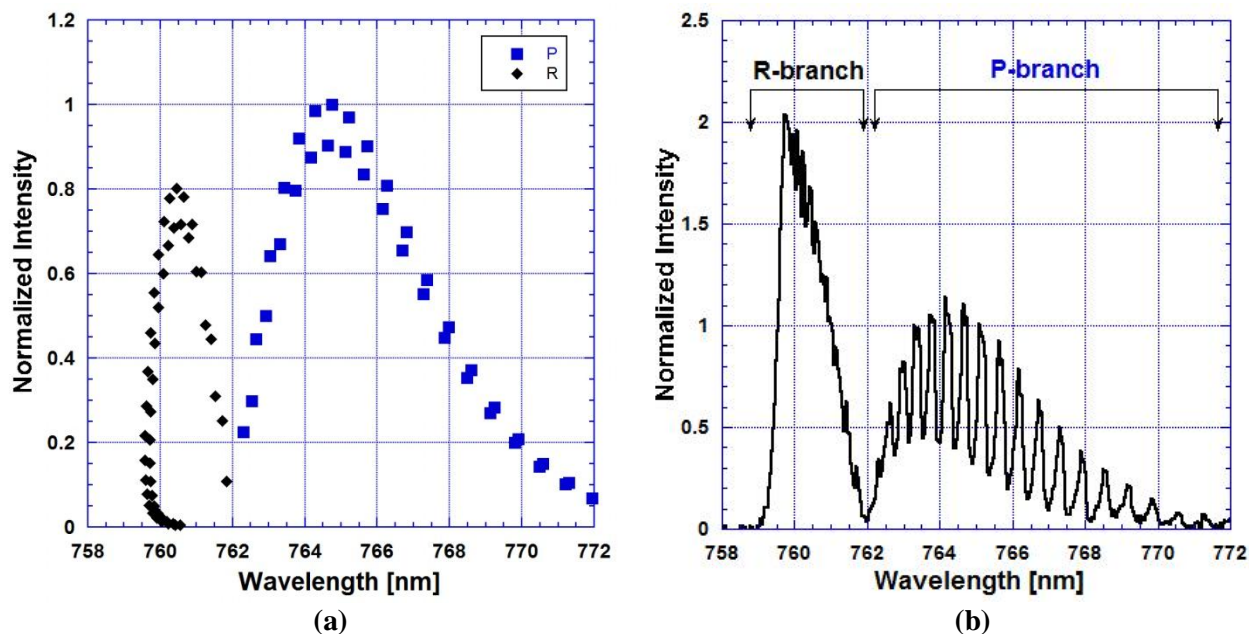 1.2
1
0.8
0.6
0.4
0.2
0
Normalized Intensity
P
R
758 760 762 764 766 768 770 772
Wavelength [nm]
(a)
2.5
2
1.5
1
0.5
0
Normalized Intensity
R-branch
P-branch
758 760 762 764 766 768 770 772
Wavelength [nm]
(b)